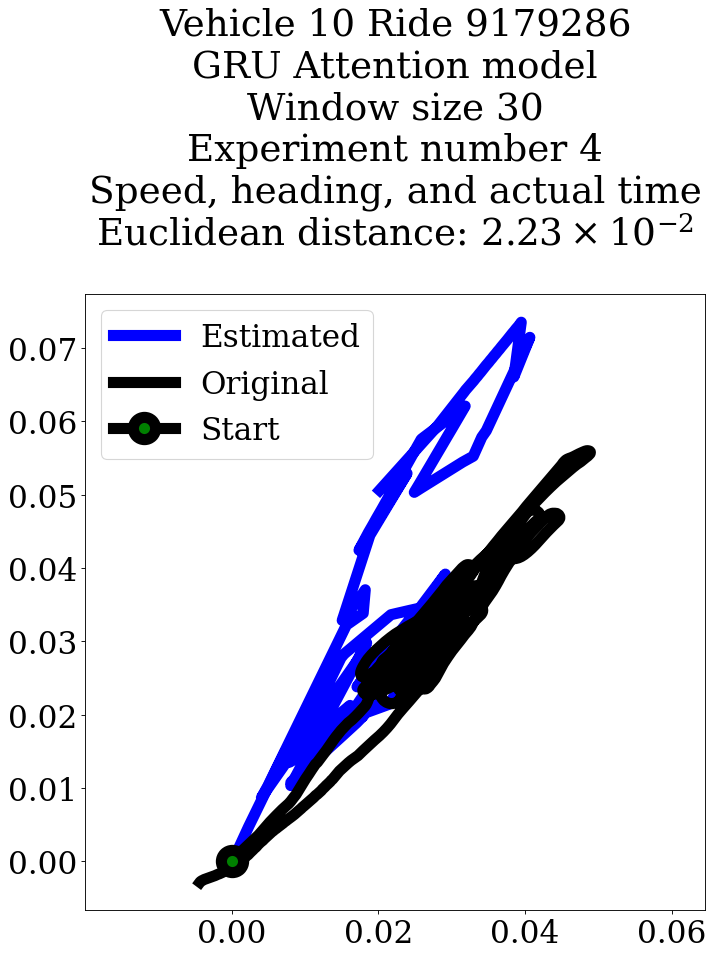 Vehicle 10 Ride 9179286
GRU Attention model
Window size 30
Experiment number 4
Speed, heading, and actual time
Euclidean distance: 2.23 × 10⁻²
Estimated
Original
Start
0.07
0.06
0.05
0.04
0.03
0.02
0.01
0.00
0.00 0.02 0.04 0.06